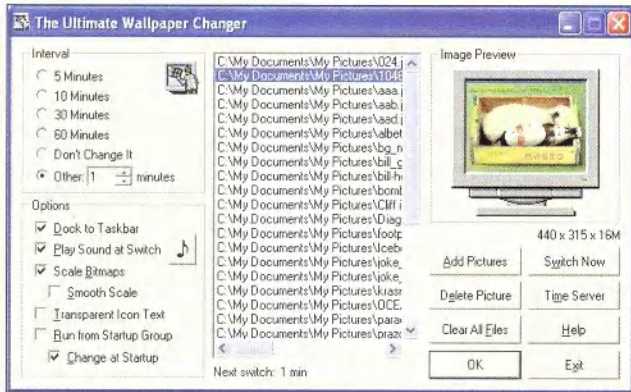 The Ultimate Wallpaper Changer
Interval
5 Minutes
10 Minutes
30 Minutes
60 Minutes
Don't Change It
Other: 1 minutes
Options
Dock to Taskbar
Play Sound at Switch
Scale Bitmaps
Smooth Scale
Transparent Icon Text
Run from Startup Group
Change at Startup
C:\My Documents\My Pictures\024.j
C:\My Documents\My Pictures\1046
C:\My Documents\My Pictures\aaa.j
C:\My Documents\My Pictures\aab.j
C:\My Documents\My Pictures\aad.j
C:\My Documents\My Pictures\albet
C:\My Documents\My Pictures\bg_n
C:\My Documents\My Pictures\bill_g
C:\My Documents\My Pictures\bill-h
C:\My Documents\My Pictures\bomb
C:\My Documents\My Pictures\Cliff i
C:\My Documents\My Pictures\Diag
C:\My Documents\My Pictures\footp
C:\My Documents\My Pictures\Icebe
C:\My Documents\My Pictures\joke_
C:\My Documents\My Pictures\joke_
C:\My Documents\My Pictures\krasn
C:\My Documents\My Pictures\OCE.
C:\My Documents\My Pictures\para
C:\My Documents\My Pictures\prazo
Next switch: 1 min
Image Preview
440 x 315 x 16M
Add Pictures
Switch Now
Delete Picture
Time Server
Clear All Files
Help
OK
Exit